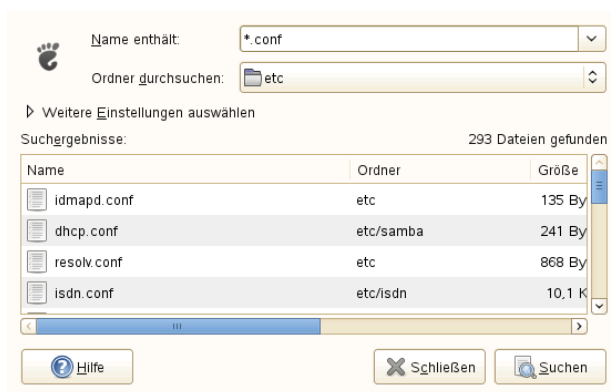 Name enthält: *.conf
Ordner durchsuchen: etc
Weitere Einstellungen auswählen
Suchergebnisse: 293 Dateien gefunden
Name Ordner Größe
idmapd.conf etc 135 By
dhcp.conf etc/samba 241 By
resolv.conf etc 868 By
isdn.conf etc/isdn 10,1 K
Hilfe Schließen Suchen